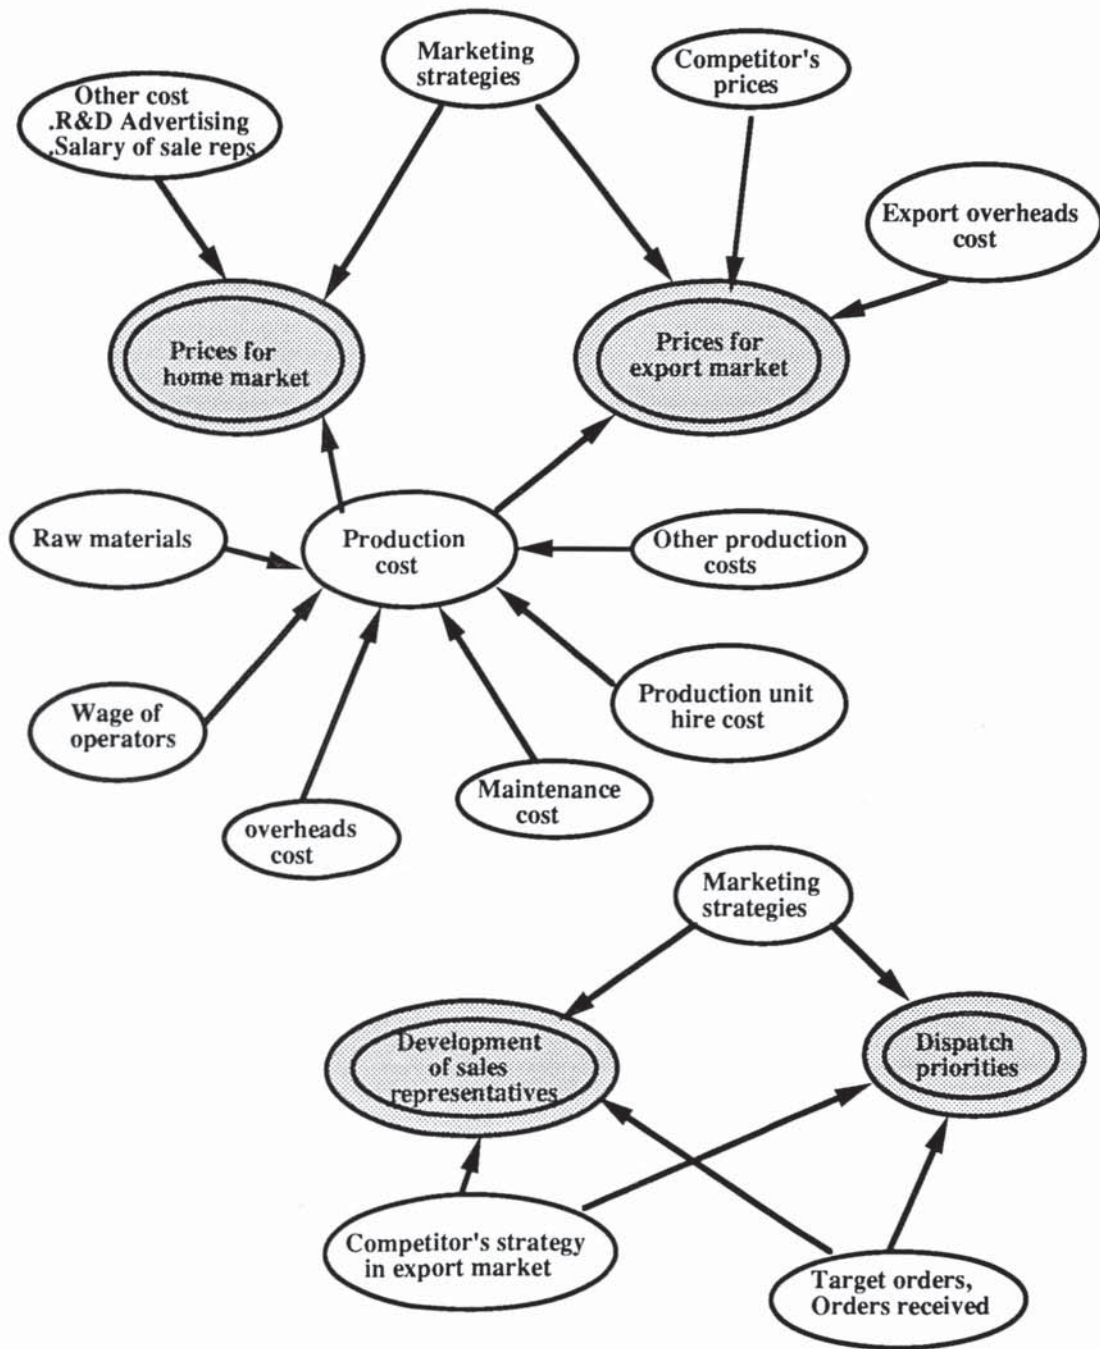 Marketing
strategies
Competitor's
prices
Other cost
.R&D Advertising
.Salary of sale reps
Export overheads
cost
Prices for
home market
Prices for
export market
Raw materials
Production
cost
Other production
costs
Wage of
operators
Production unit
hire cost
Maintenance
cost
overheads
cost
Marketing
strategies
Development
of sales
representatives
Dispatch
priorities
Competitor's strategy
in export market
Target orders,
Orders received